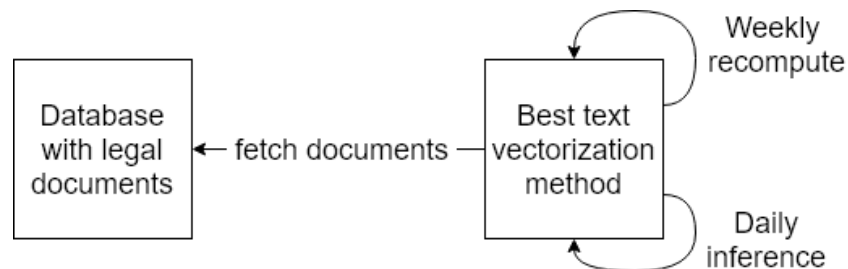 Database
with legal
documents
fetch documents
Best text
vectorization
method
Weekly
recompute
Daily
inference